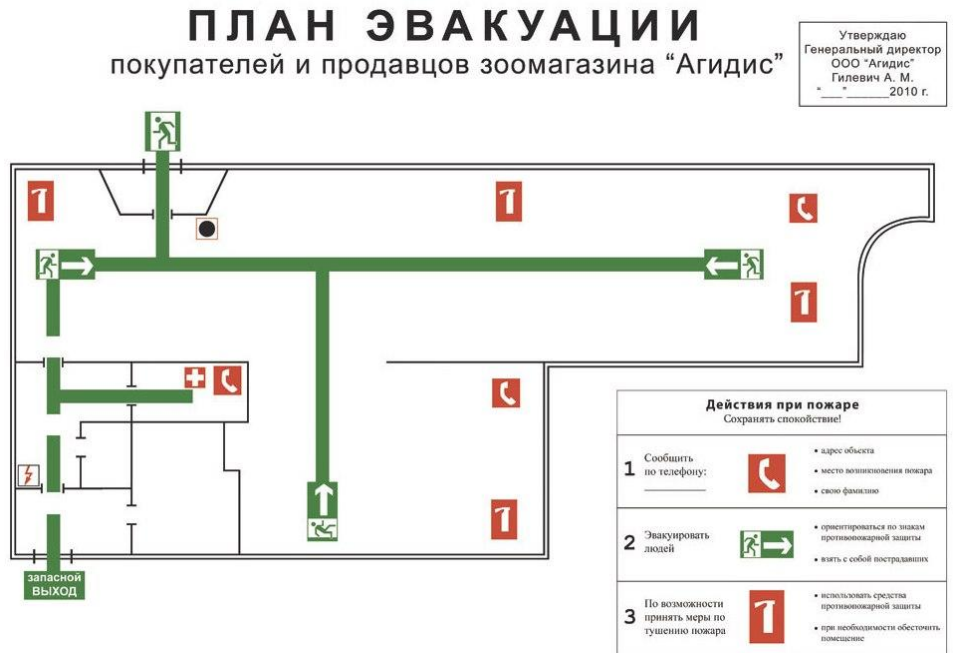 ПЛАН ЭВАКУАЦИИ
покупателей и продавцов зоомагазина “Агидис”
Утверждаю
Генеральный директор
ООО “Агидис”
Гилевич А. М.
“___”______2010 г.
запасной
ВЫХОД
Действия при пожаре
Сохранять спокойствие!
1 Сообщить
по телефону:
__________
• адрес объекта
• место возникновения пожара
• свою фамилию
2 Эвакуировать
людей
• ориентироваться по знакам
противопожарной защиты
• взять с собой пострадавших
3 По возможности
принять меры по
тушению пожара
• использовать средства
противопожарной защиты
• при необходимости обесточить
помещение